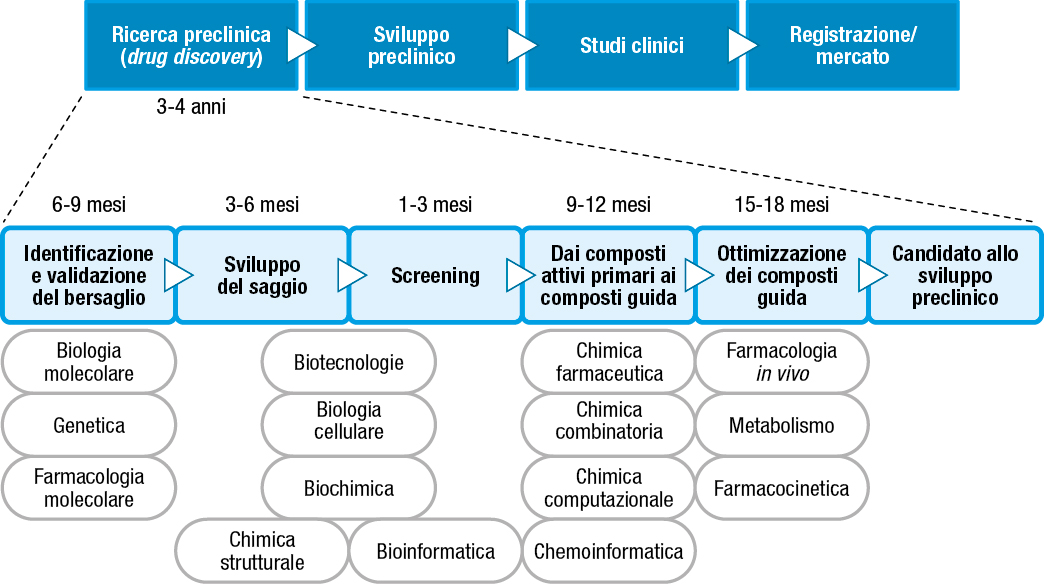 Ricerca preclinica
(drug discovery)
Sviluppo
preclinico
Studi clinici
Registrazione/
mercato
3-4 anni
6-9 mesi
3-6 mesi
1-3 mesi
9-12 mesi
15-18 mesi
Identificazione
e validazione
del bersaglio
Sviluppo
del saggio
Screening
Dai composti
attivi primari ai
composti guida
Ottimizzazione
dei composti
guida
Candidato allo
sviluppo
preclinico
Biologia
molecolare
Biotecnologie
Chimica
farmaceutica
Farmacologia
in vivo
Genetica
Biologia
cellulare
Chimica
combinatoria
Metabolismo
Farmacologia
molecolare
Biochimica
Chimica
computazionale
Farmacocinetica
Chimica
strutturale
Bioinformatica
Chemoinformatica